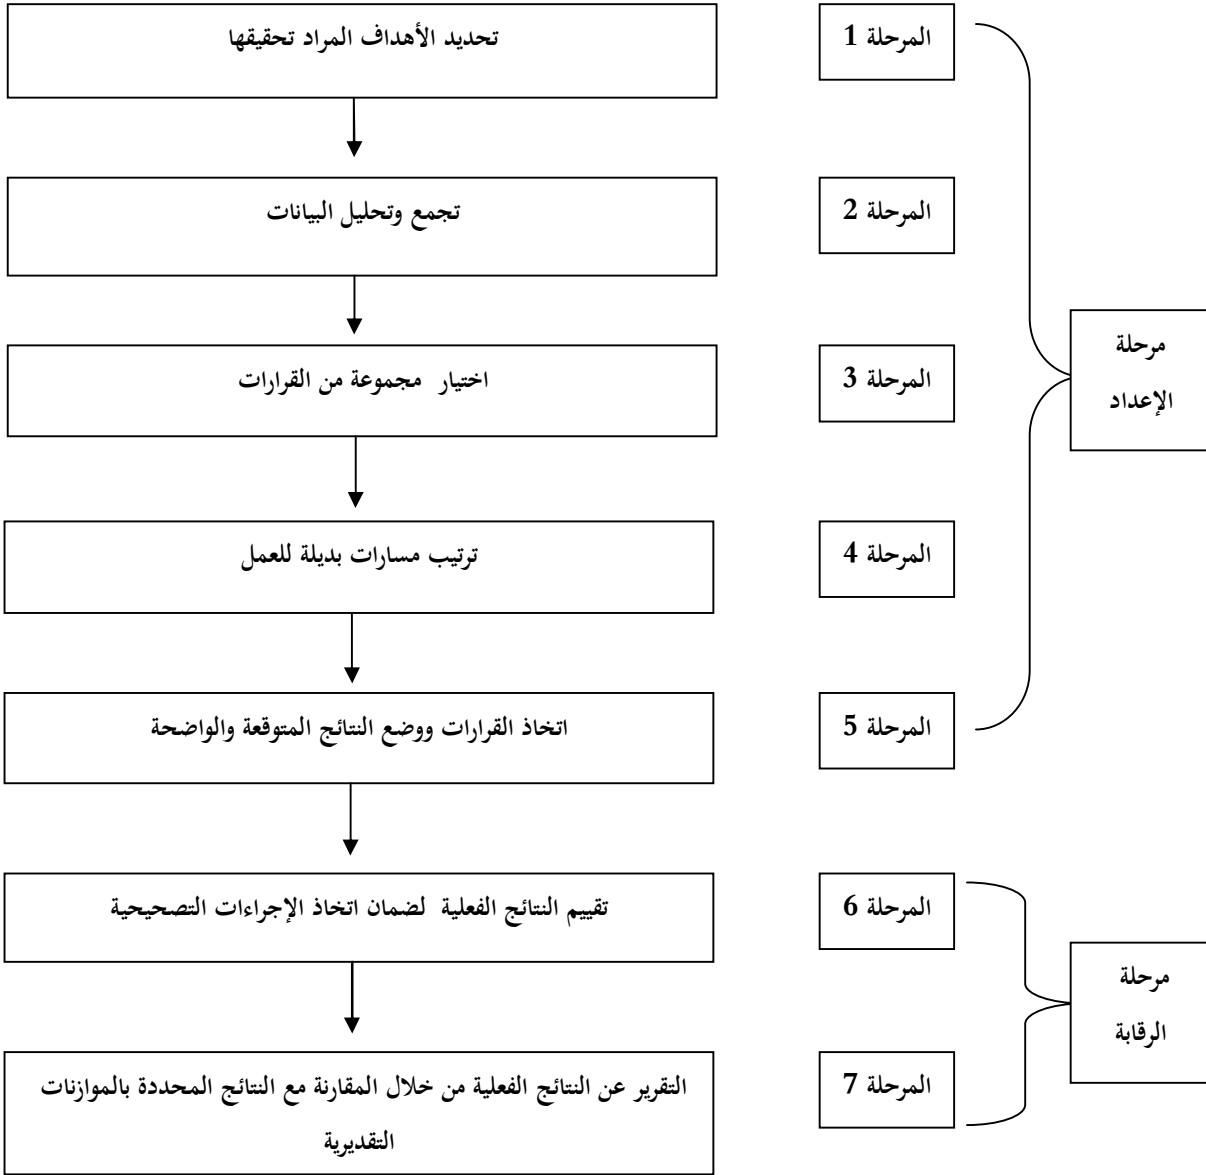 المرحلة 1
تحديد الأهداف المراد تحقيقها
المرحلة 2
تجمع وتحليل البيانات
المرحلة 3
اختيار مجموعة من القرارات
مرحلة
الإعداد
المرحلة 4
ترتيب مسارات بديلة للعمل
المرحلة 5
اتخاذ القرارات ووضع النتائج المتوقعة والواضحة
المرحلة 6
تقييم النتائج الفعلية لضمان اتخاذ الإجراءات التصحيحية
مرحلة
الرقابة
المرحلة 7
التقرير عن النتائج الفعلية من خلال المقارنة مع النتائج المحددة بالموازنات
التقديرية